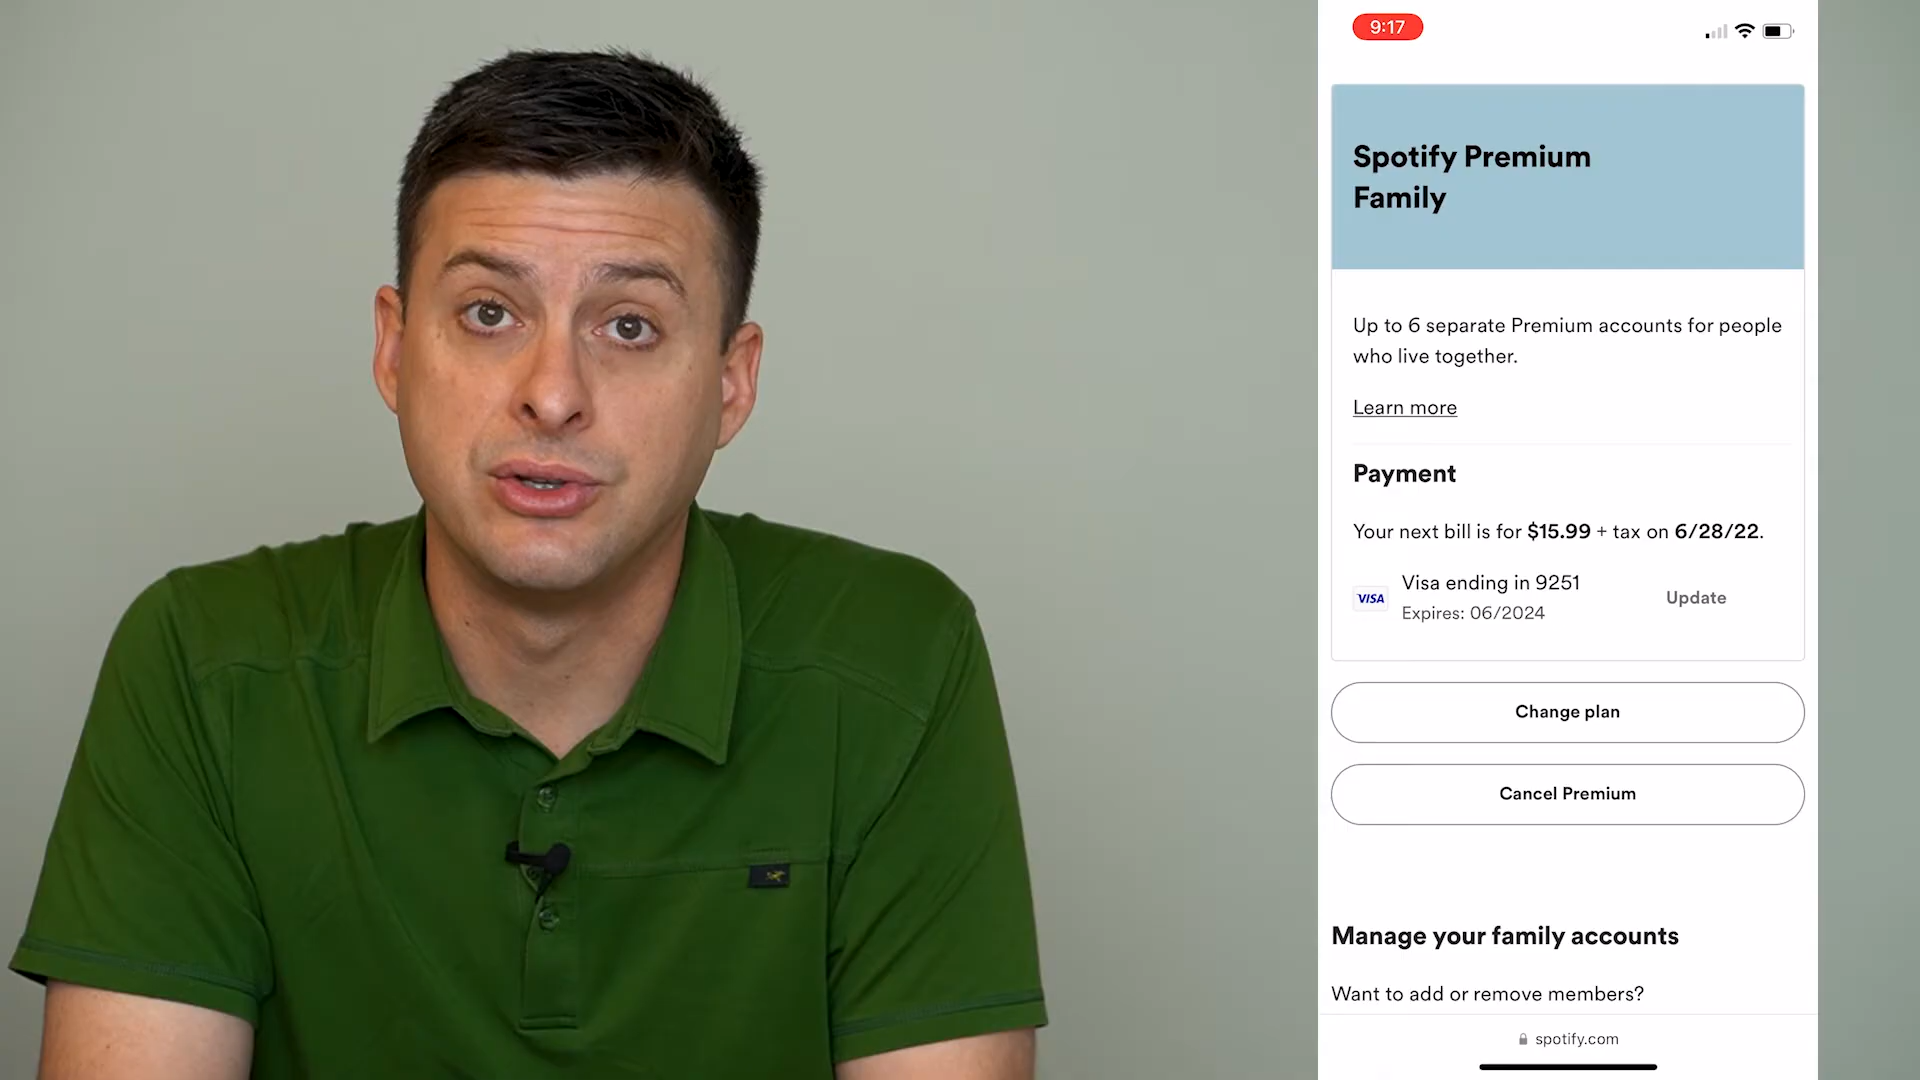 9:17
Spotify Premium
Family
Up to 6 separate Premium accounts for people
who live together.
Learn more
Payment
Your next bill is for $15.99 + tax on 6/28/22.
VISA
Visa ending in 9251
Expires: 06/2024
Update
Change plan
Cancel Premium
Manage your family accounts
Want to add or remove members?
spotify.com